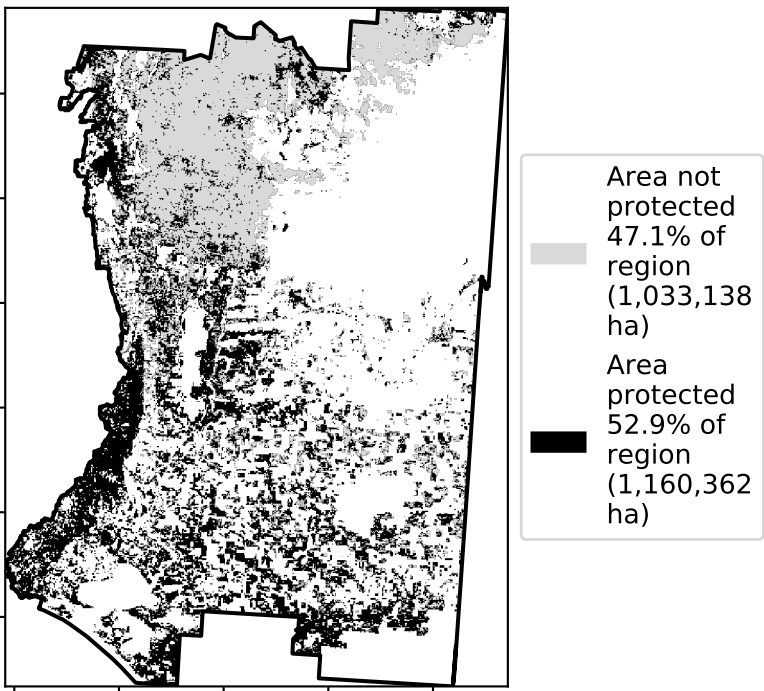 Area not
protected
47.1% of
region
(1,033,138
ha)
Area
protected
52.9% of
region
(1,160,362
ha)